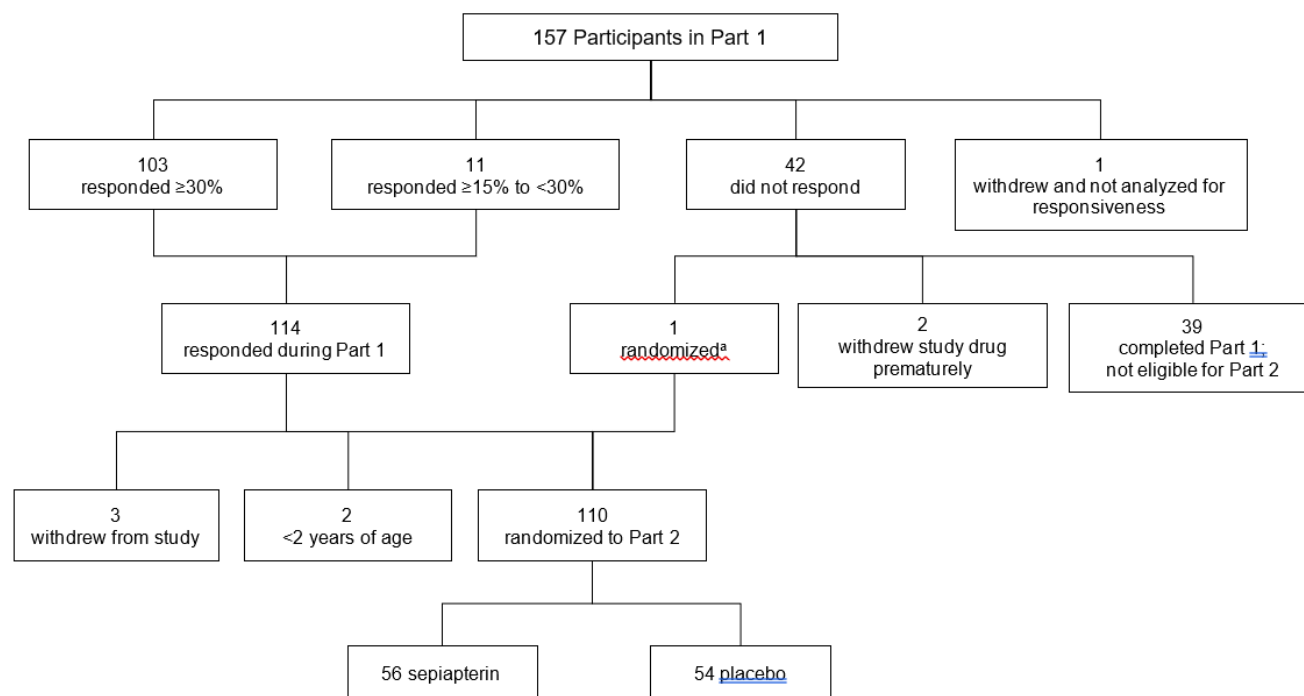 157 Participants in Part 1
103
responded ≥30%
11
responded ≥15% to <30%
42
did not respond
1
withdrew and not analyzed for
responsiveness
114
responded during Part 1
1
randomizedª
2
withdrew study drug
prematurely
39
completed Part 1;
not eligible for Part 2
3
withdrew from study
2
<2 years of age
110
randomized to Part 2
56 sepiapterin
54 placebo